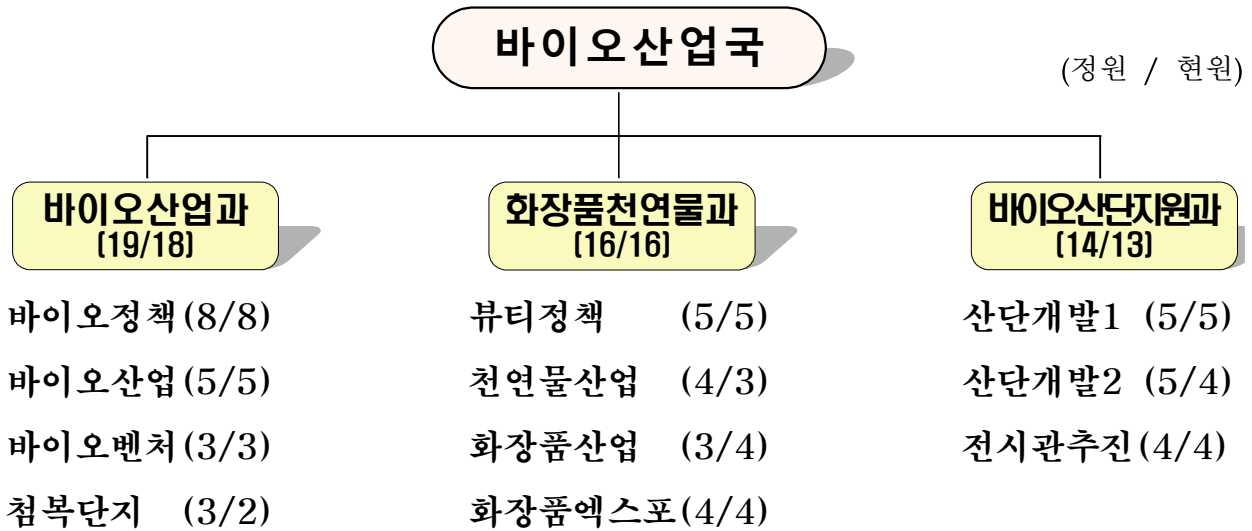 바이오산업국
(정원 / 현원)
바이오산업과
(19/18)
바이오정책(8/8)
바이오산업(5/5)
바이오벤처(3/3)
첨복단지 (3/2)
화장품천연물과
(16/16)
뷰티정책 (5/5)
천연물산업 (4/3)
화장품산업 (3/4)
화장품엑스포(4/4)
바이오산단지원과
(14/13)
산단개발1 (5/5)
산단개발2 (5/4)
전시관추진(4/4)